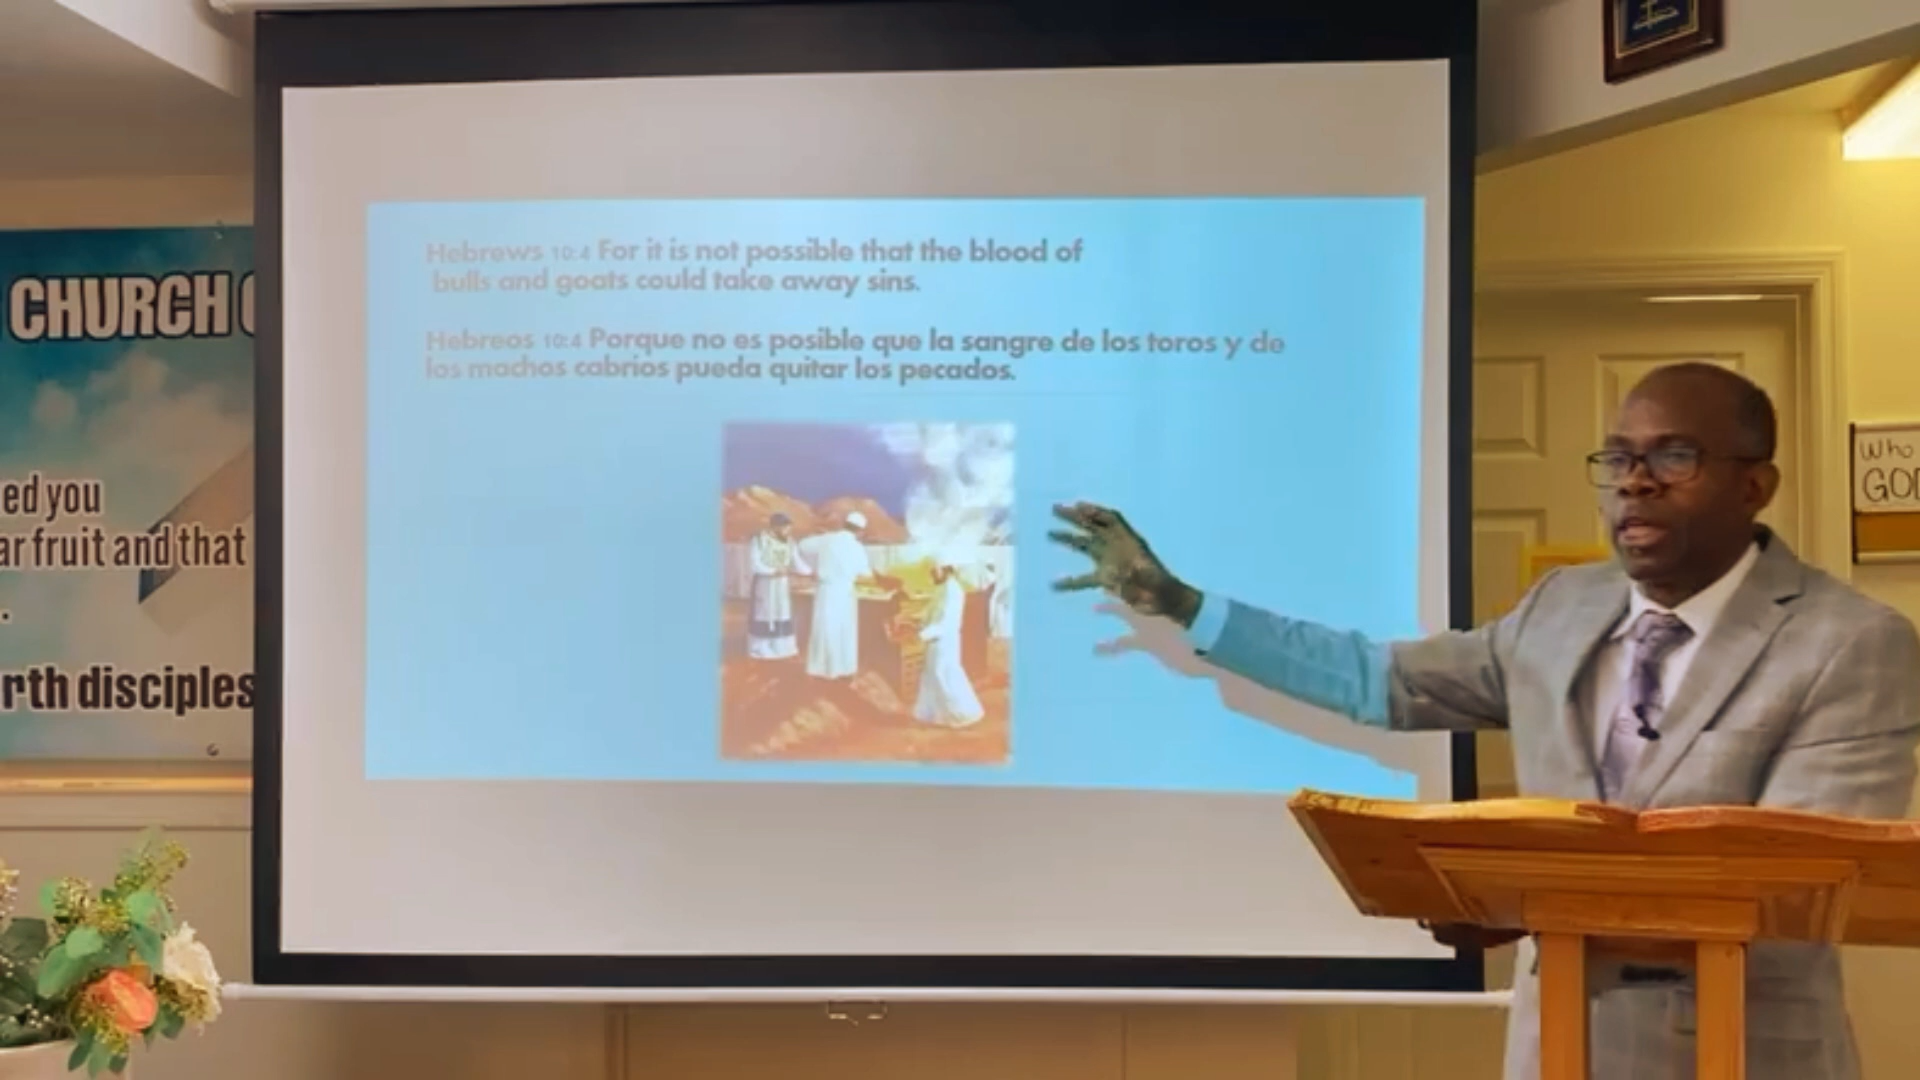 Hebrews 10:4 For it is not possible that the blood of
bulls and goats could take away sins.
Hebreos 10:4 Porque no es posible que la sangre de los toros y de
los machos cabrios pueda quitar los pecados.
CHURCH
ed you
ar fruit and that
.
rth disciples
Who
GOD